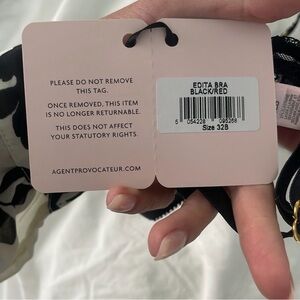 PLEASE DO NOT REMOVE
THIS TAG.
ONCE REMOVED, THIS ITEM
IS NO LONGER RETURNABLE.
THIS DOES NOT AFFECT
YOUR STATUTORY RIGHTS.
AGENTPROVOCATEUR.COM
EDITA BRA
BLACK/RED
5 054228 095268
Size 32B